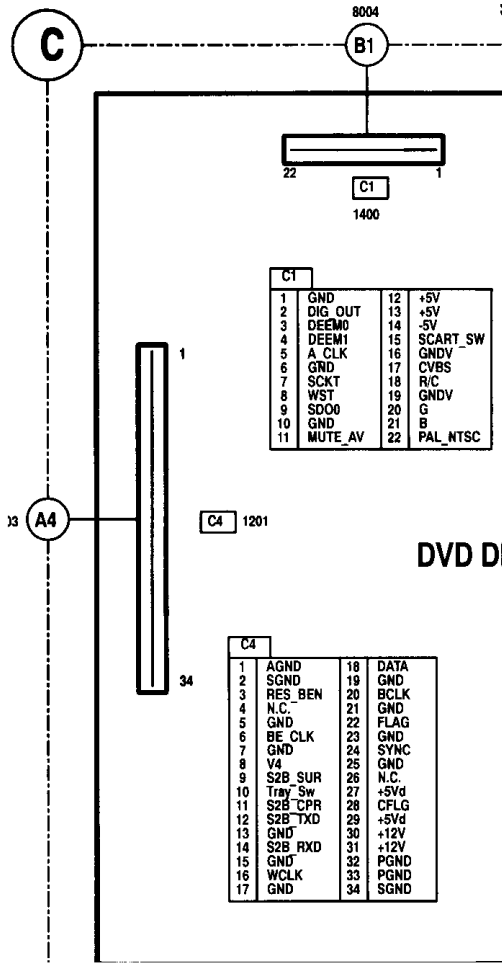 8004
C
B1
22 1
C1
1400
C1
1 GND 12 +5V
2 DIG_OUT 13 +5V
3 DEEM0 14 -5V
4 DEEM1 15 SCART_SW
5 A_CLK 16 GNDV
6 GND 17 CVBS
7 SCKT 18 R/C
8 WST 19 GNDV
9 SDO0 20 G
10 GND 21 B
11 MUTE_AV 22 PAL_NTSC
1
A4
C4 1201
DVD
34
C4
1 AGND 18 DATA
2 SGND 19 GND
3 RES_BEN 20 BCLK
4 N.C. 21 GND
5 GND 22 FLAG
6 BE_CLK 23 GND
7 GND 24 SYNC
8 V4 25 GND
9 S2B_SUR 26 N.C.
10 Tray_Sw 27 +5Vd
11 S2B_CPR 28 CFLG
12 S2B_TXD 29 +5Vd
13 GND 30 +12V
14 S2B_RXD 31 +12V
15 GND 32 PGND
16 WCLK 33 PGND
17 GND 34 SGND